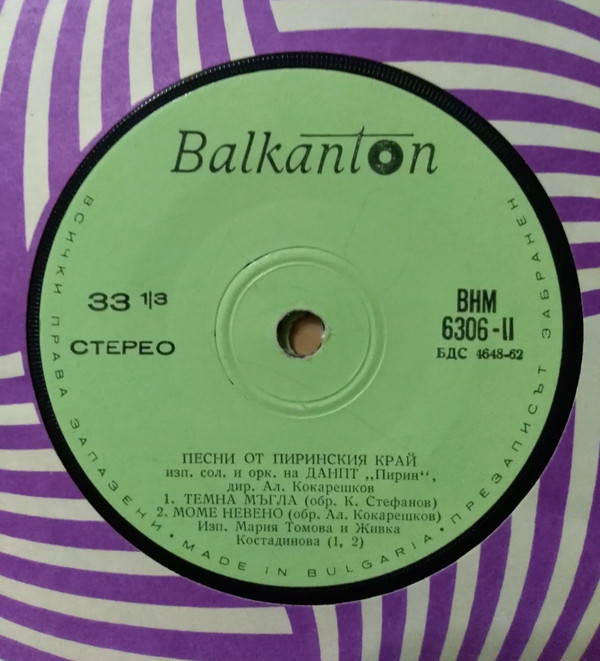 Balkanton
ВСИЧКИ ПРАВА ЗАПАЗЕНИ • MADE IN BULGARIA • ПРЕЗАПИСЪТ ЗАБРАНЕН
33 1|3
СТЕРЕО
ВНМ
6306-II
БДС 4648-62
ПЕСНИ ОТ ПИРИНСКИЯ КРАЙ
изп. сол. и орк. на ДАНПТ „Пирин“,
дир. Ал. Кокарешков
1. ТЕМНА МЪГЛА (обр. К. Стефанов)
2. МОМЕ НЕВЕНО (обр. Ал. Кокарешков)
Изп. Мария Томова и Живка
Костадинова (1, 2)